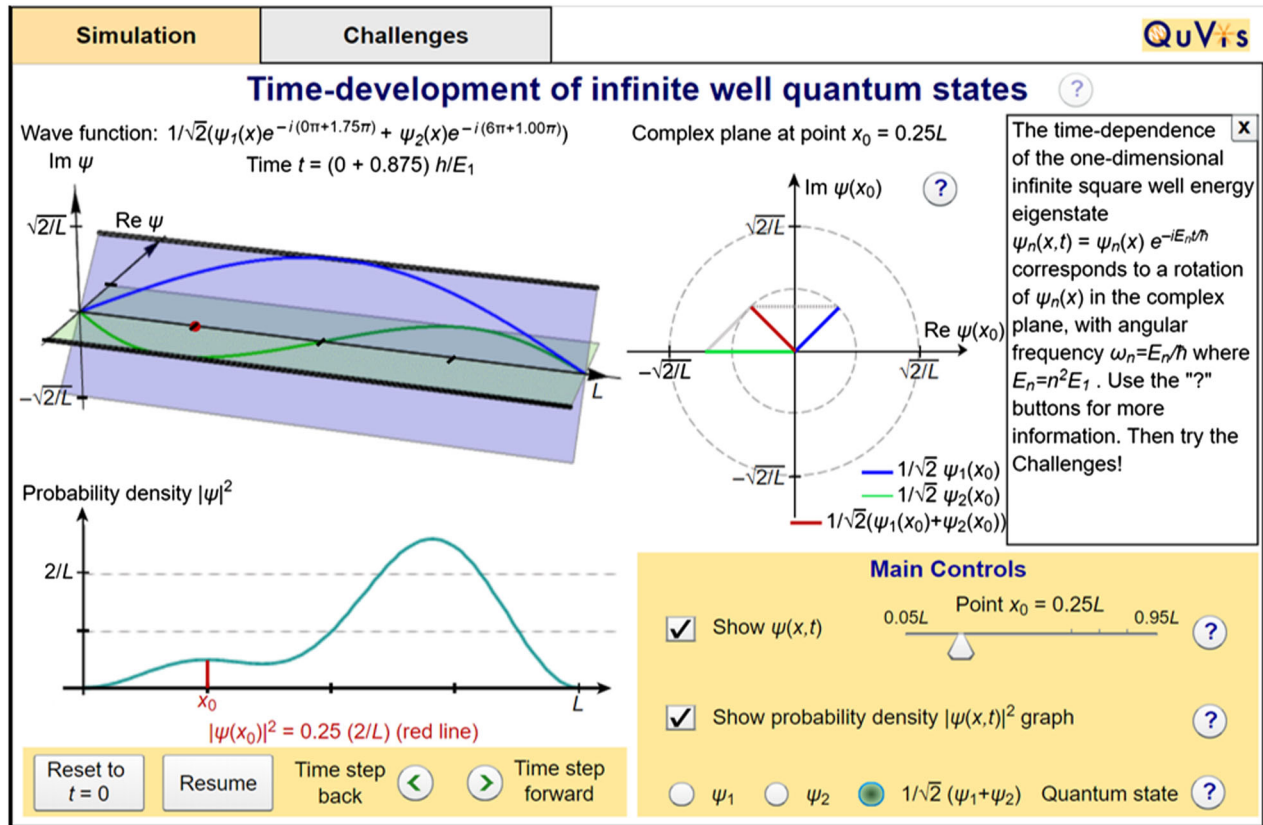 Simulation
Challenges
QuVis
Time-development of infinite well quantum states
?
Wave function: 1/√2(ψ₁(x)e^−i(0π+1.75π) + ψ₂(x)e^−i(6π+1.00π))
Time t = (0 + 0.875) h/E₁
Im ψ
Re ψ
√2/L
−√2/L
L
Complex plane at point x₀ = 0.25L
Im ψ(x₀)
?
√2/L
Re ψ(x₀)
−√2/L
√2/L
−√2/L
1/√2 ψ₁(x₀)
1/√2 ψ₂(x₀)
1/√2(ψ₁(x₀)+ψ₂(x₀))
X
The time-dependence
of the one-dimensional
infinite square well energy
eigenstate
ψₙ(x,t) = ψₙ(x) e^−iEₙt/ħ
corresponds to a rotation
of ψₙ(x) in the complex
plane, with angular
frequency ωₙ=Eₙ/ħ where
Eₙ=n²E₁ . Use the "?"
buttons for more
information. Then try the
Challenges!
Probability density |ψ|²
2/L
x₀
L
|ψ(x₀)|² = 0.25 (2/L) (red line)
Reset to
t = 0
Resume
Time step
back
<
>
Time step
forward
Main Controls
Show ψ(x,t)
0.05L
Point x₀ = 0.25L
0.95L
?
Show probability density |ψ(x,t)|² graph
?
ψ₁
ψ₂
1/√2 (ψ₁+ψ₂)
Quantum state
?